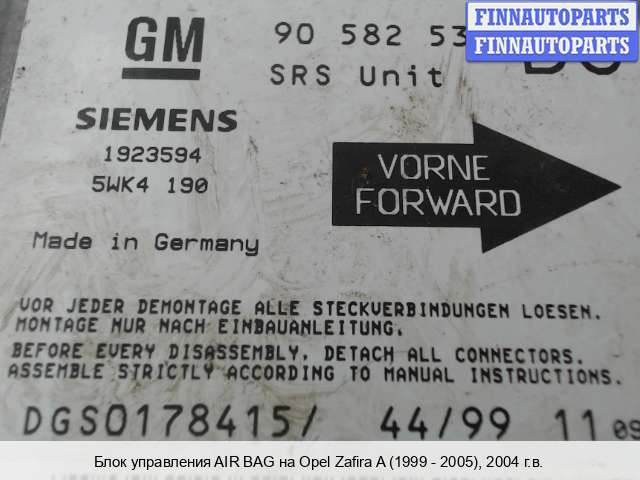 FINNAUTOPARTS
FINNAUTOPARTS
GM
90 582 53
SRS Unit
SIEMENS
1923594
5WK4 190
VORNE
FORWARD
Made in Germany
VOR JEDER DEMONTAGE ALLE STECKVERBINDUNGEN LOESEN.
MONTAGE NUR NACH EINBAUANLEITUNG.
BEFORE EVERY DISASSEMBLY, DETACH ALL CONNECTORS.
ASSEMBLE STRICTLY ACCORDING TO MANUAL INSTRUCTIONS.
DGS0178415/ 44/99 11
Блок управления AIR BAG на Opel Zafira A (1999 - 2005), 2004 г.в.